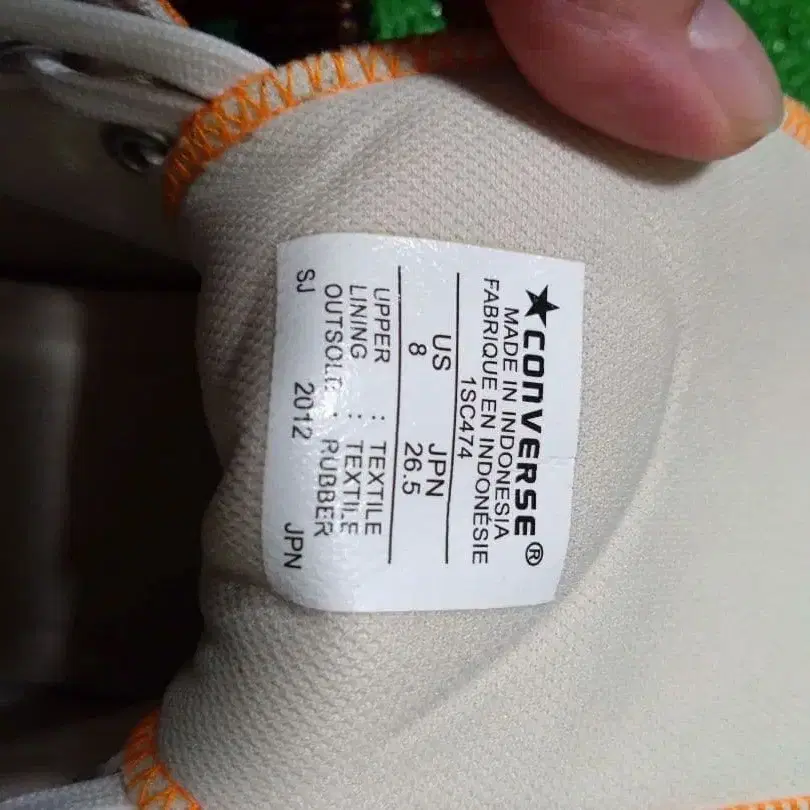 ★CONVERSE®
MADE IN INDONESIA
FABRIQUE EN INDONÉSIE
1SC474
US JPN
8 26.5
UPPER : TEXTILE
LINING : TEXTILE
OUTSOLE : RUBBER
SJ 2012 JPN